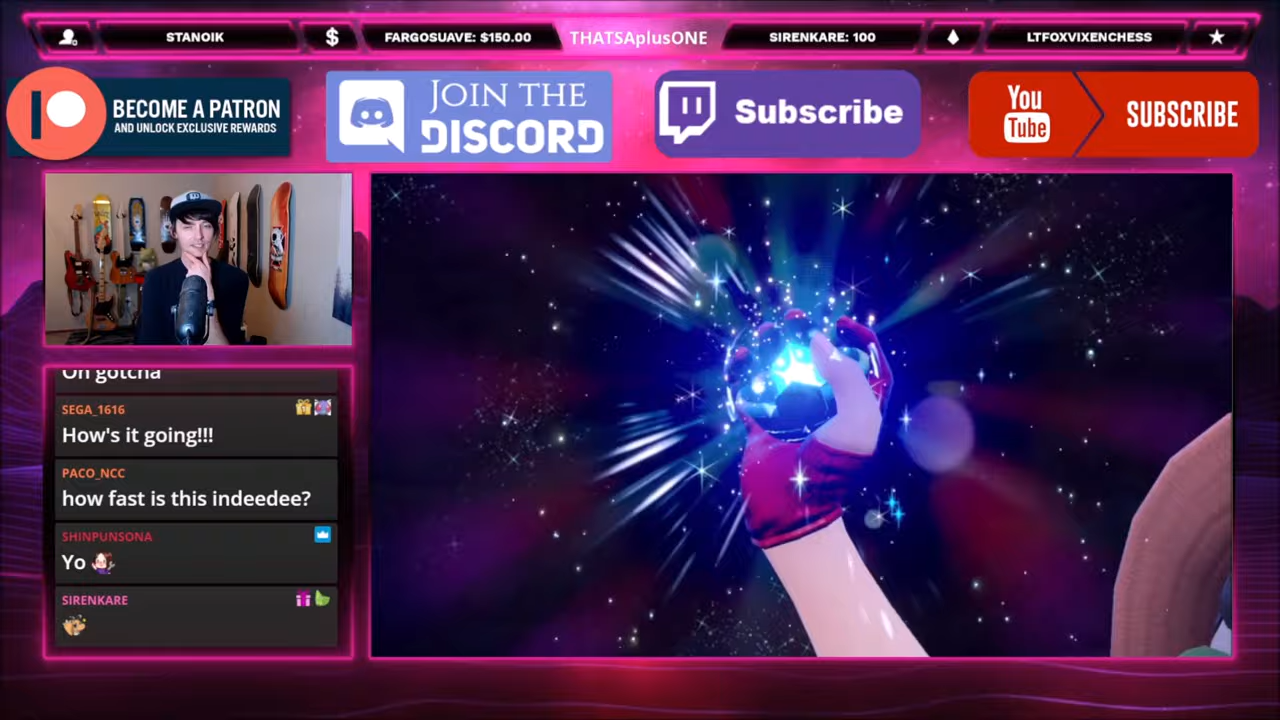 STANOIK
$
FARGOSUAVE: $150.00
THATSAplusONE
SIRENKARE: 100
LTFOXVIXENCHESS
BECOME A PATRON
AND UNLOCK EXCLUSIVE REWARDS
JOIN THE
DISCORD
Subscribe
You
Tube
SUBSCRIBE
Oh gotcha
SEGA_1616
How's it going!!!
PACO_NCC
how fast is this indeedee?
SHINPUNSONA
Yo
SIRENKARE